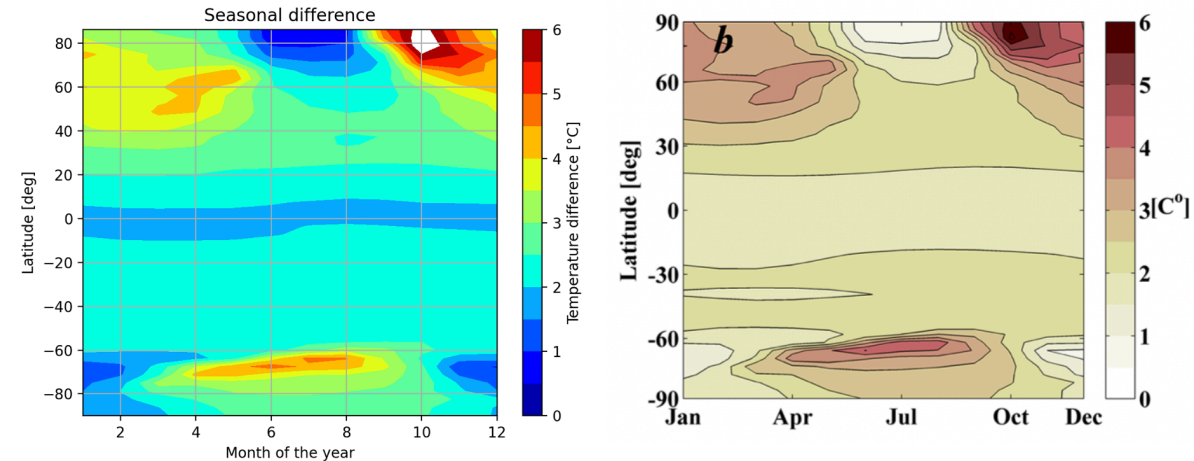 Seasonal difference
80
60
40
20
0
−20
−40
−60
−80
Latitude [deg]
2
4
6
8
10
12
Month of the year
6
5
4
3
2
1
0
Temperature difference [°C]
b
90
60
30
0
-30
-60
-90
Latitude [deg]
Jan
Apr
Jul
Oct
Dec
6
5
4
3[C°]
2
1
0